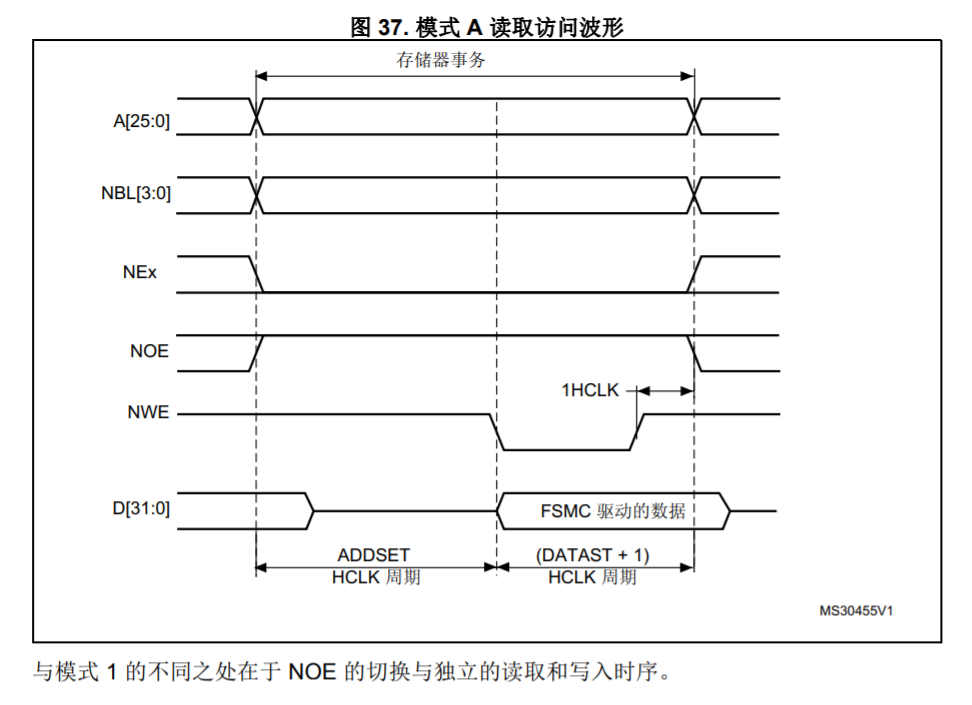 图 37. 模式 A 读取访问波形
存储器事务
A[25:0]
NBL[3:0]
NEx
NOE
1HCLK
NWE
D[31:0]
FSMC 驱动的数据
ADDSET
HCLK 周期
(DATAST + 1)
HCLK 周期
MS30455V1
与模式 1 的不同之处在于 NOE 的切换与独立的读取和写入时序。